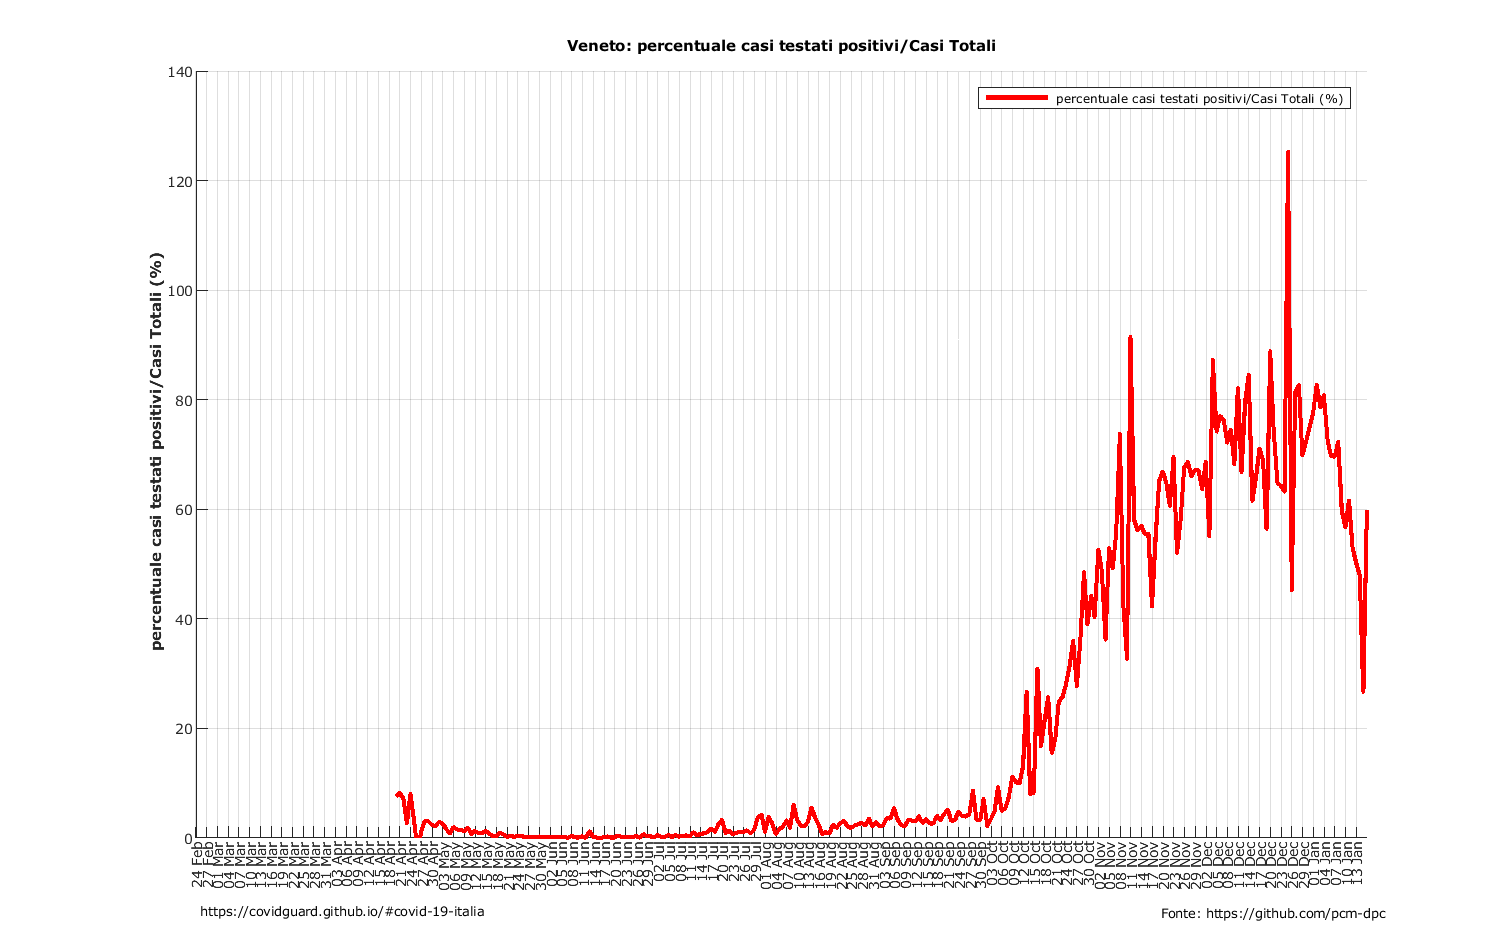 Veneto: percentuale casi testati positivi/Casi Totali
percentuale casi testati positivi/Casi Totali (%)
percentuale casi testati positivi/Casi Totali (%)
140
120
100
80
60
40
20
0
24 Feb
27 Feb
01 Mar
04 Mar
07 Mar
10 Mar
13 Mar
16 Mar
19 Mar
22 Mar
25 Mar
28 Mar
31 Mar
03 Apr
06 Apr
09 Apr
12 Apr
15 Apr
18 Apr
21 Apr
24 Apr
27 Apr
30 Apr
03 May
06 May
09 May
12 May
15 May
18 May
21 May
24 May
27 May
30 May
02 Jun
05 Jun
08 Jun
11 Jun
14 Jun
17 Jun
20 Jun
23 Jun
26 Jun
29 Jun
02 Jul
05 Jul
08 Jul
11 Jul
14 Jul
17 Jul
20 Jul
23 Jul
26 Jul
29 Jul
01 Aug
04 Aug
07 Aug
10 Aug
13 Aug
16 Aug
19 Aug
22 Aug
25 Aug
28 Aug
31 Aug
03 Sep
06 Sep
09 Sep
12 Sep
15 Sep
18 Sep
21 Sep
24 Sep
27 Sep
30 Sep
03 Oct
06 Oct
09 Oct
12 Oct
15 Oct
18 Oct
21 Oct
24 Oct
27 Oct
30 Oct
02 Nov
05 Nov
08 Nov
11 Nov
14 Nov
17 Nov
20 Nov
23 Nov
26 Nov
29 Nov
02 Dec
05 Dec
08 Dec
11 Dec
14 Dec
17 Dec
20 Dec
23 Dec
26 Dec
29 Dec
01 Jan
04 Jan
07 Jan
10 Jan
13 Jan
https://covidguard.github.io/#covid-19-italia
Fonte: https://github.com/pcm-dpc